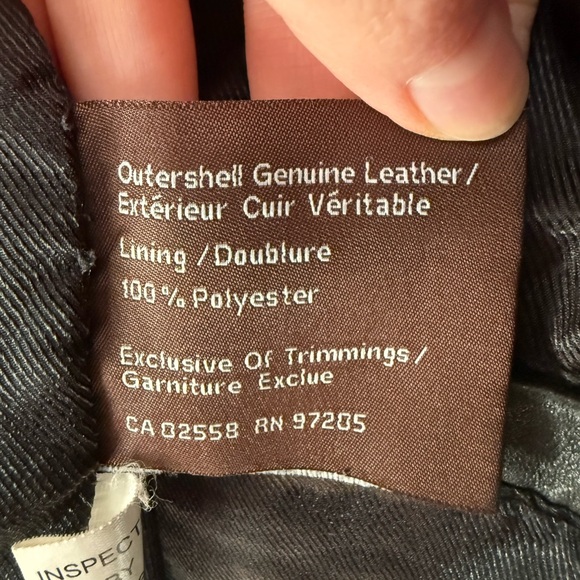 Outershell Genuine Leather/
Extérieur Cuir Véritable
Lining /Doublure
100% Polyester
Exclusive Of Trimmings/
Garniture Exclue
CA 02558 RN 97205
INSPECT
BY